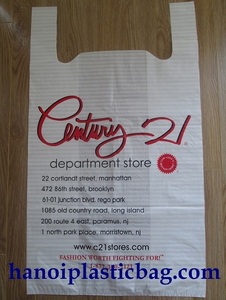 Century 21
department store
22 cortlandt street, manhattan
472 86th street, brooklyn
61-01 junction blvd, rego park
1085 old country road, long island
200 route 4 east, paramus, nj
1 north park place, morristown, nj
www.c21stores.com
FASHION WORTH FIGHTING FOR!
hanoiplasticbag.com